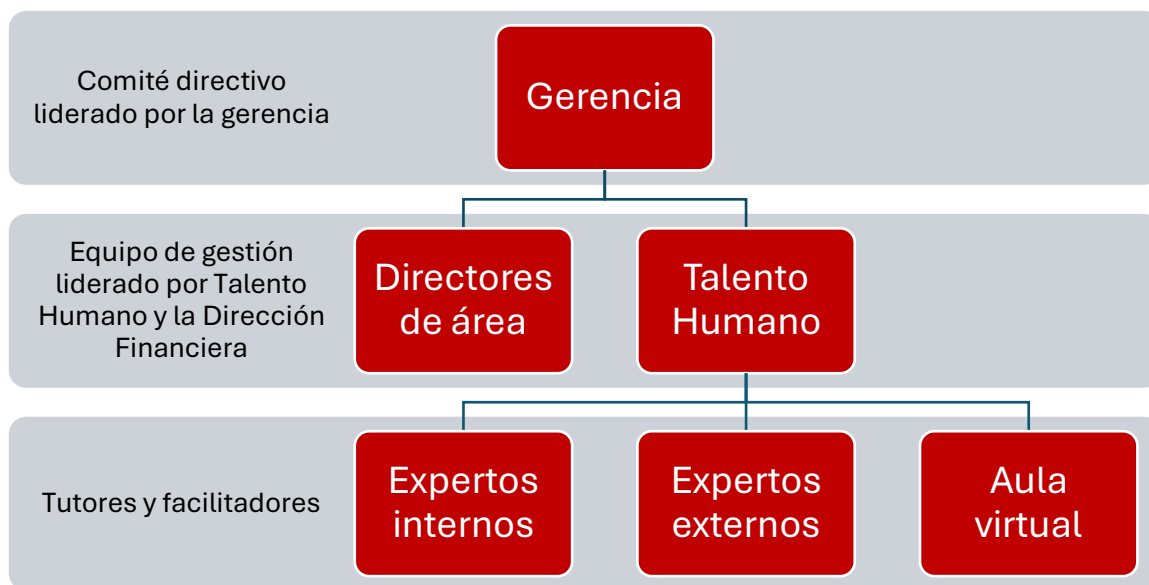 Comité directivo
liderado por la gerencia
Gerencia
Equipo de gestión
liderado por Talento
Humano y la Dirección
Financiera
Directores
de área
Talento
Humano
Tutores y facilitadores
Expertos
internos
Expertos
externos
Aula
virtual